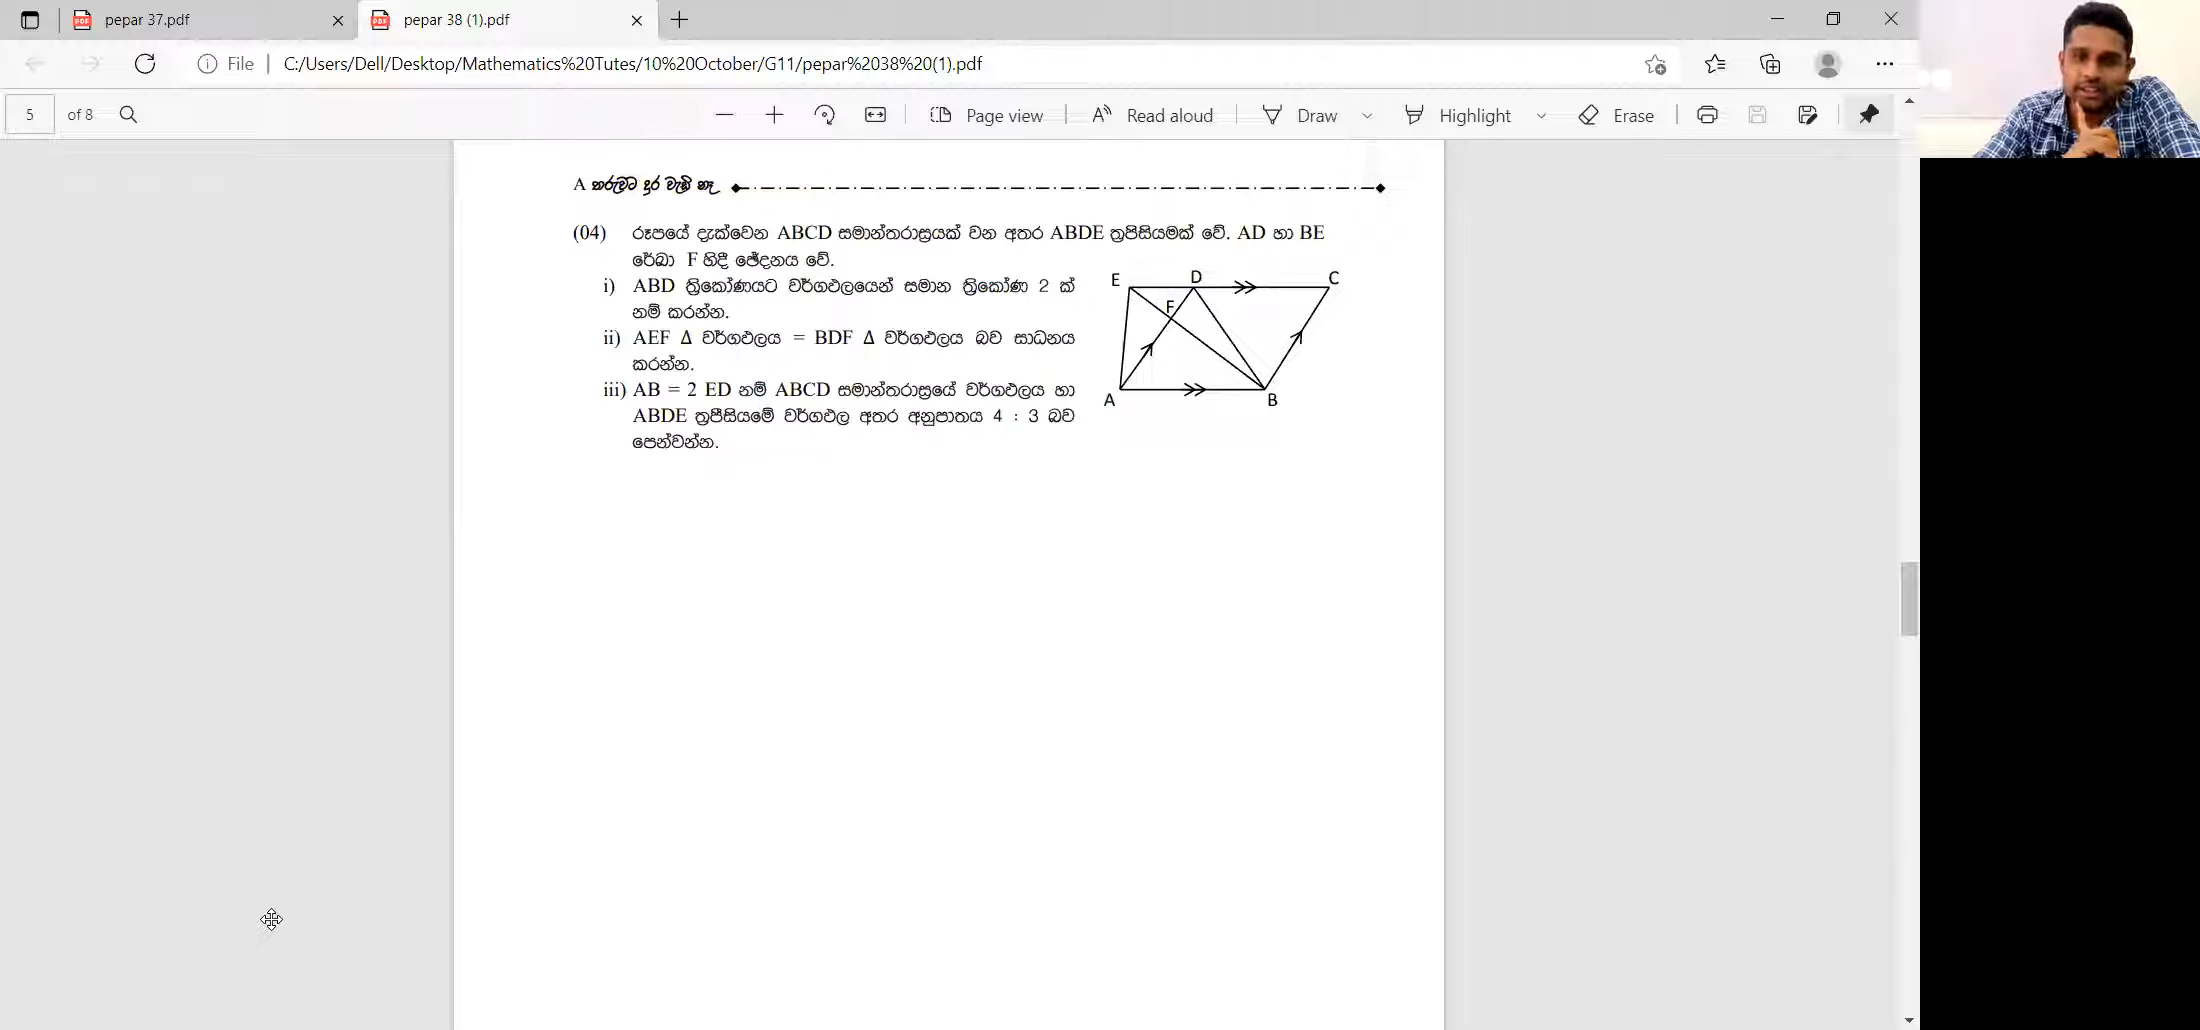 pepar 37.pdf
pepar 38 (1).pdf
File
C:/Users/Dell/Desktop/Mathematics%20Tutes/10%20October/G11/pepar%2038%20(1).pdf
5 of 8
Page view
Read aloud
Draw
Highlight
Erase
A තරුවට දුර වැඩි නෑ
(04) රූපයේ දැක්වෙන ABCD සමාන්තරාස්‍රයක් වන අතර ABDE ත්‍රපිසියමක් වේ. AD හා BE
රේඛා F හිදී ඡේදනය වේ.
i) ABD ත්‍රිකෝණයට වර්ගඵලයෙන් සමාන ත්‍රිකෝණ 2 ක්
නම් කරන්න.
ii) AEF Δ වර්ගඵලය = BDF Δ වර්ගඵලය බව සාධනය
කරන්න.
iii) AB = 2 ED නම් ABCD සමාන්තරාස්‍රයේ වර්ගඵලය හා
ABDE ත්‍රපීසියමේ වර්ගඵල අතර අනුපාතය 4 : 3 බව
පෙන්වන්න.
E D C
F
A B